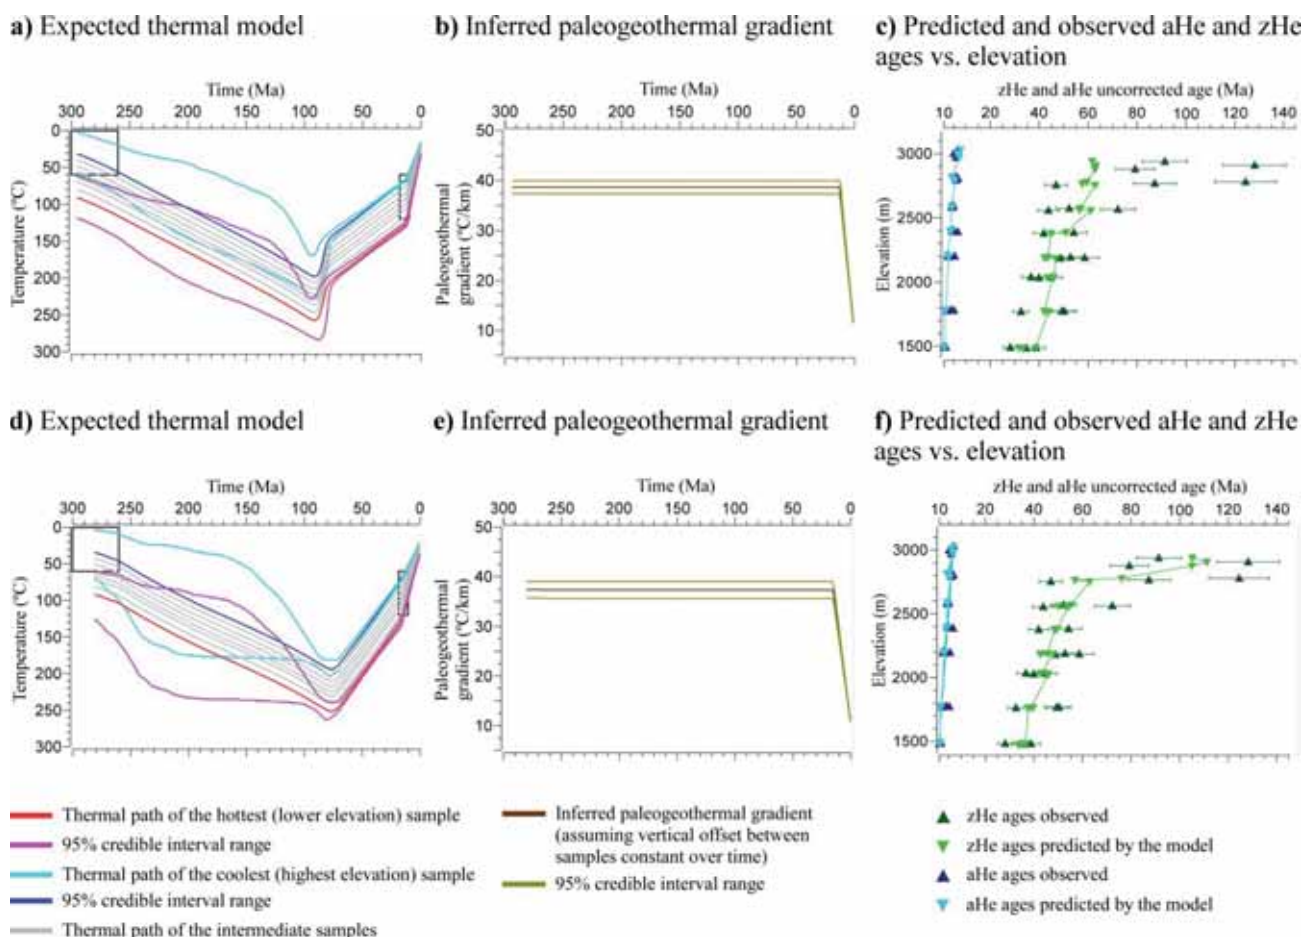 a) Expected thermal model
b) Inferred paleogeothermal gradient
c) Predicted and observed aHe and zHe
ages vs. elevation
Time (Ma)
300 250 200 150 100 50 0
Temperature (°C)
0
50
100
150
200
250
300
Time (Ma)
300 250 200 150 100 50 0
Paleogeothermal
gradient (°C/km)
50
40
30
20
10
zHe and aHe uncorrected age (Ma)
10 6 20 40 60 80 100 120 140
Elevation (m)
3000
2500
2000
1500
d) Expected thermal model
e) Inferred paleogeothermal gradient
f) Predicted and observed aHe and zHe
ages vs. elevation
Time (Ma)
300 250 200 150 100 50 0
Temperature (°C)
0
50
100
150
200
250
300
Time (Ma)
300 250 200 150 100 50 0
Paleogeothermal
gradient (°C/km)
50
40
30
20
10
zHe and aHe uncorrected age (Ma)
10 20 40 60 80 100 120 140
Elevation (m)
3000
2500
2000
1500
Thermal path of the hottest (lower elevation) sample
95% credible interval range
Thermal path of the coolest (highest elevation) sample
95% credible interval range
Thermal path of the intermediate samples
Inferred paleogeothermal gradient
(assuming vertical offset between
samples constant over time)
95% credible interval range
zHe ages observed
zHe ages predicted by the model
aHe ages observed
aHe ages predicted by the model